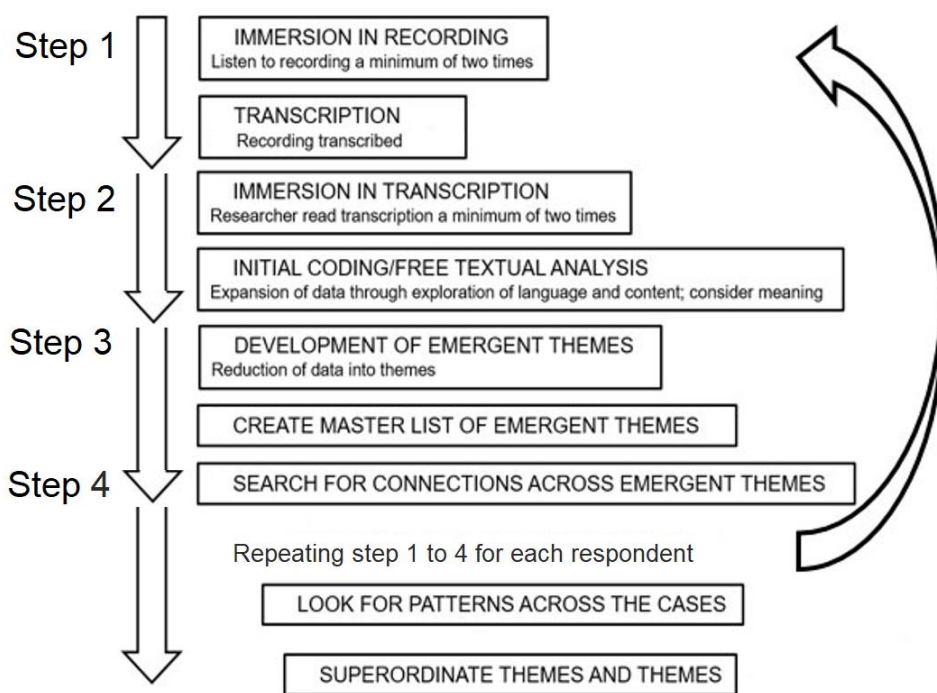 Step 1
IMMERSION IN RECORDING
Listen to recording a minimum of two times
TRANSCRIPTION
Recording transcribed
Step 2
IMMERSION IN TRANSCRIPTION
Researcher read transcription a minimum of two times
INITIAL CODING/FREE TEXTUAL ANALYSIS
Expansion of data through exploration of language and content; consider meaning
Step 3
DEVELOPMENT OF EMERGENT THEMES
Reduction of data into themes
CREATE MASTER LIST OF EMERGENT THEMES
Step 4
SEARCH FOR CONNECTIONS ACROSS EMERGENT THEMES
Repeating step 1 to 4 for each respondent
LOOK FOR PATTERNS ACROSS THE CASES
SUPERORDINATE THEMES AND THEMES